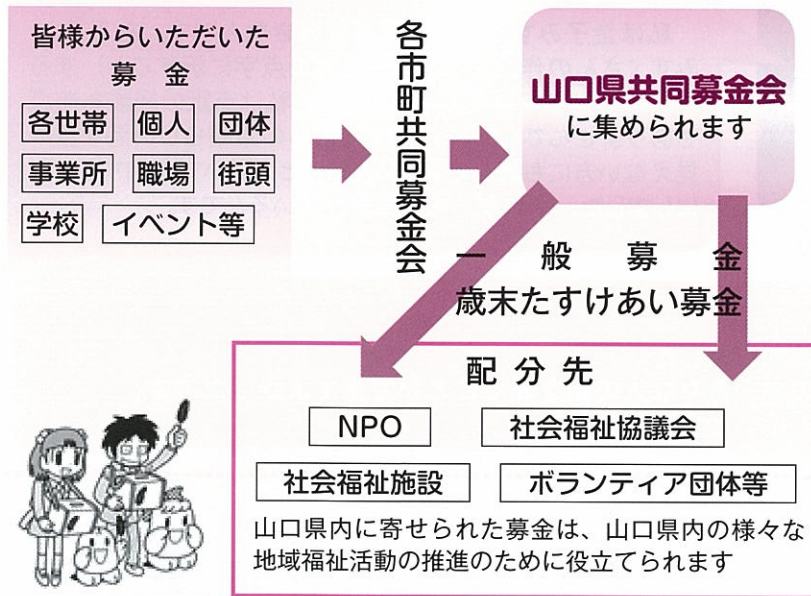 皆様からいただいた
募金
各世帯 個人 団体
事業所 職場 街頭
学校 イベント等
各市町共同募金会
山口県共同募金会
に集められます
一般募金
歳末たすけあい募金
配分先
NPO 社会福祉協議会
社会福祉施設 ボランティア団体等
山口県内に寄せられた募金は、山口県内の様々な
地域福祉活動の推進のために役立てられます